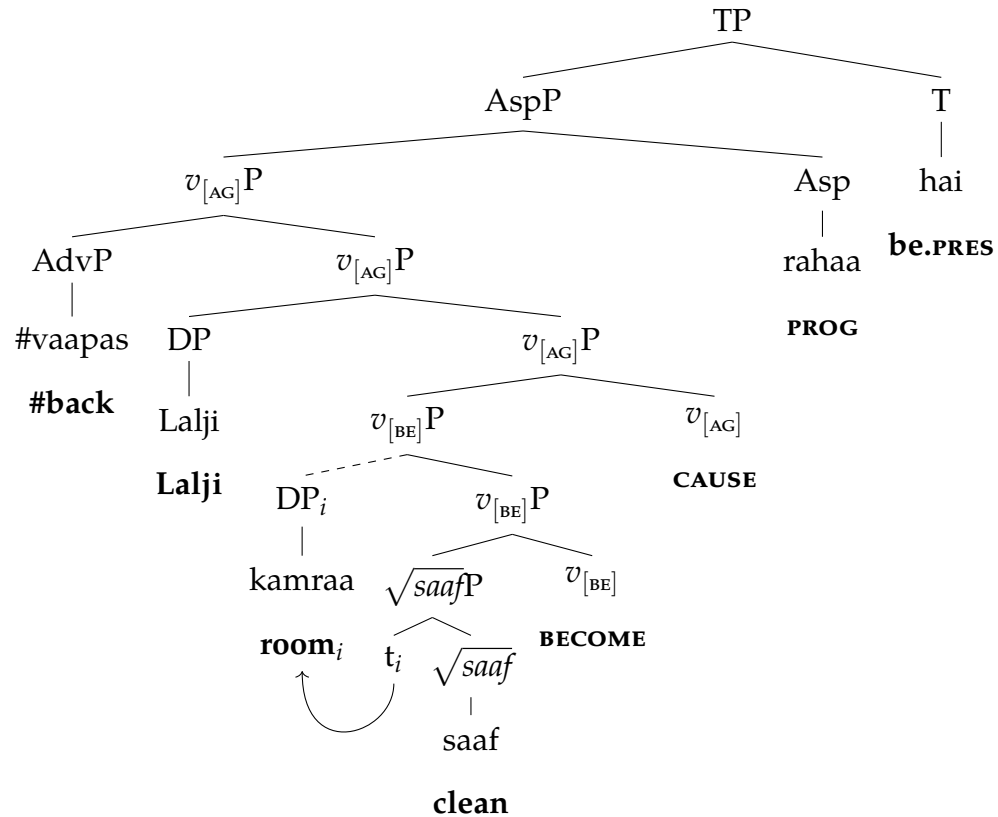 TP
AspP T
v[AG]P Asp hai
AdvP v[AG]P rahaa be.PRES
#vaapas DP v[AG]P PROG
#back Lalji v[BE]P v[AG]
Lalji DPi v[BE]P CAUSE
kamraa √saafP v[BE]
roomi ti √saaf BECOME
saaf
clean